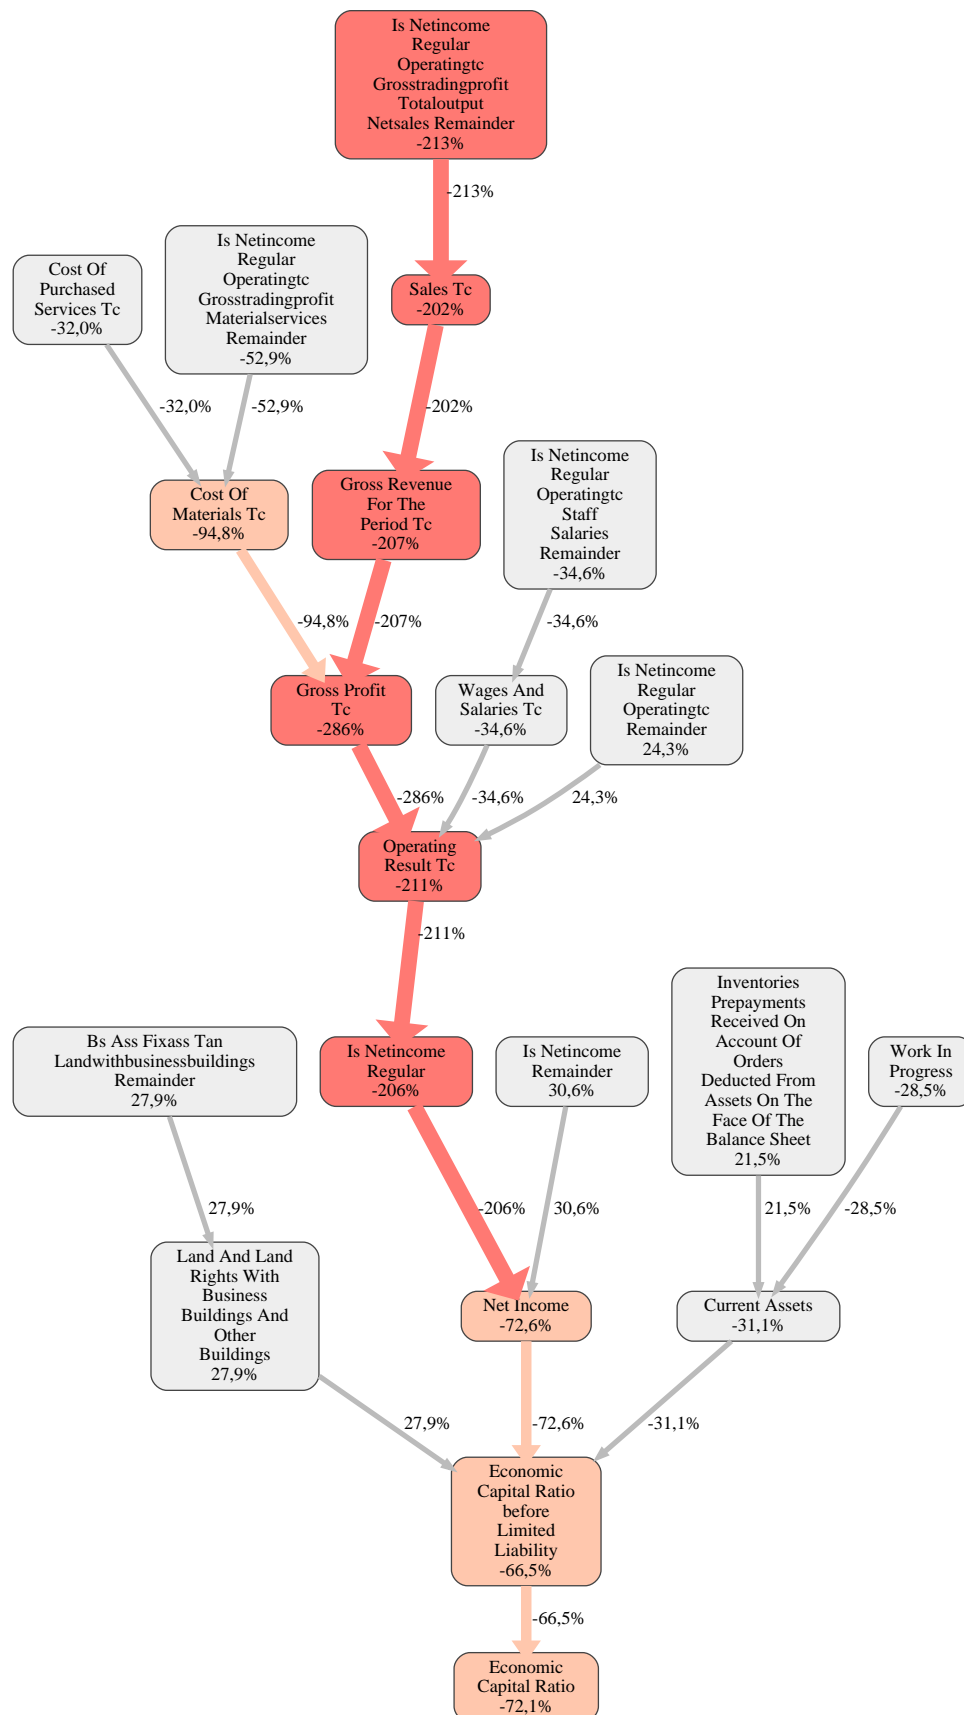 Is Netincome
Regular
Operatingtc
Grosstradingprofit
Totaloutput
Netsales Remainder
-213%
-213%
Cost Of
Purchased
Services Tc
-32,0%
Is Netincome
Regular
Operatingtc
Grosstradingprofit
Materialservices
Remainder
-52,9%
Sales Tc
-202%
-32,0%
-52,9%
-202%
Cost Of
Materials Tc
-94,8%
Gross Revenue
For The
Period Tc
-207%
Is Netincome
Regular
Operatingtc
Staff
Salaries
Remainder
-34,6%
-94,8%
-207%
-34,6%
Gross Profit
Tc
-286%
Wages And
Salaries Tc
-34,6%
Is Netincome
Regular
Operatingtc
Remainder
24,3%
-286%
-34,6%
24,3%
Operating
Result Tc
-211%
-211%
Bs Ass Fixass Tan
Landwithbusinessbuildings
Remainder
27,9%
Is Netincome
Regular
-206%
Is Netincome
Remainder
30,6%
Inventories
Prepayments
Received On
Account Of
Orders
Deducted From
Assets On The
Face Of The
Balance Sheet
21,5%
Work In
Progress
-28,5%
27,9%
-206%
30,6%
21,5%
-28,5%
Land And Land
Rights With
Business
Buildings And
Other
Buildings
27,9%
Net Income
-72,6%
Current Assets
-31,1%
27,9%
-72,6%
-31,1%
Economic
Capital Ratio
before
Limited
Liability
-66,5%
-66,5%
Economic
Capital Ratio
-72,1%